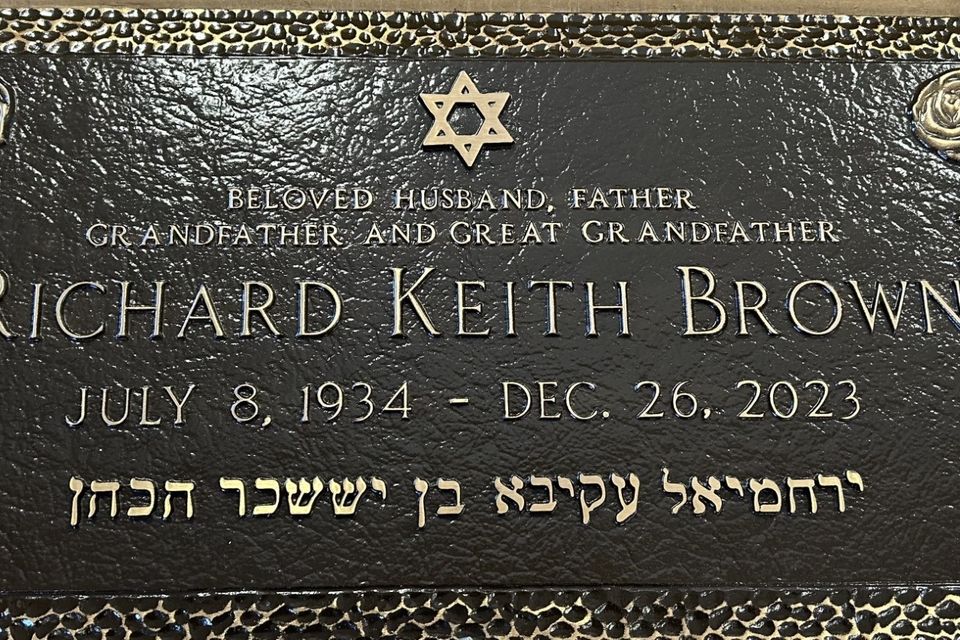 BELOVED HUSBAND, FATHER
GRANDFATHER AND GREAT GRANDFATHER
RICHARD KEITH BROWN
JULY 8, 1934 - DEC. 26, 2023
ירחמיאל עקיבא בן יששכר הכהן